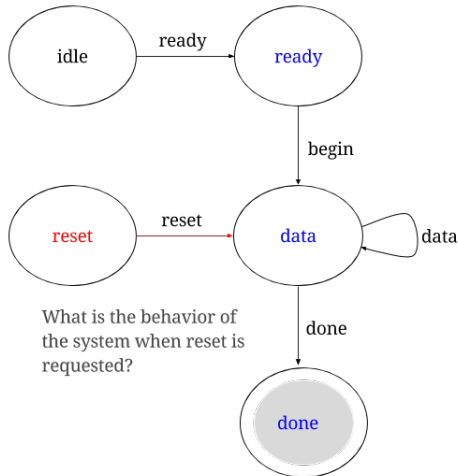 idle
ready
ready
begin
reset
reset
data
data
What is the behavior of
the system when reset is
requested?
done
done